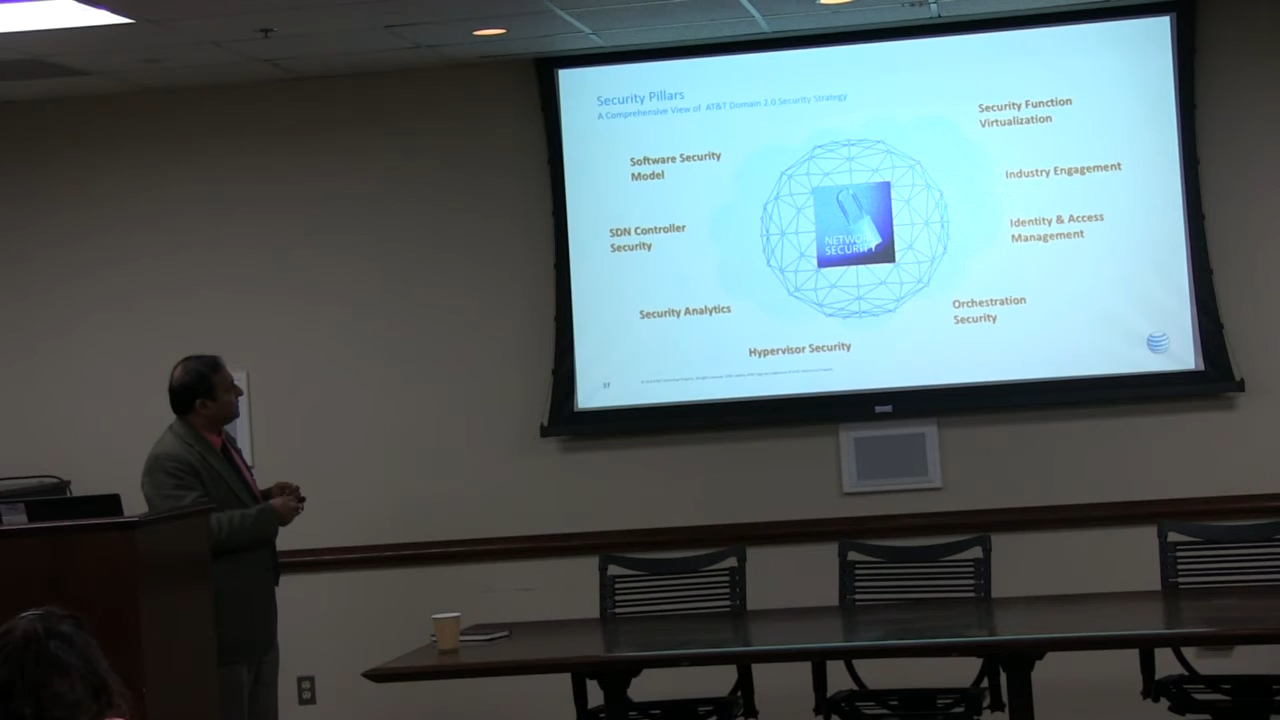 Security Pillars
A Comprehensive View of AT&T Domain 2.0 Security Strategy
Security Function
Virtualization
Software Security
Model
Industry Engagement
SDN Controller
Security
Identity & Access
Management
NETWORK
SECURITY
Security Analytics
Orchestration
Security
Hypervisor Security